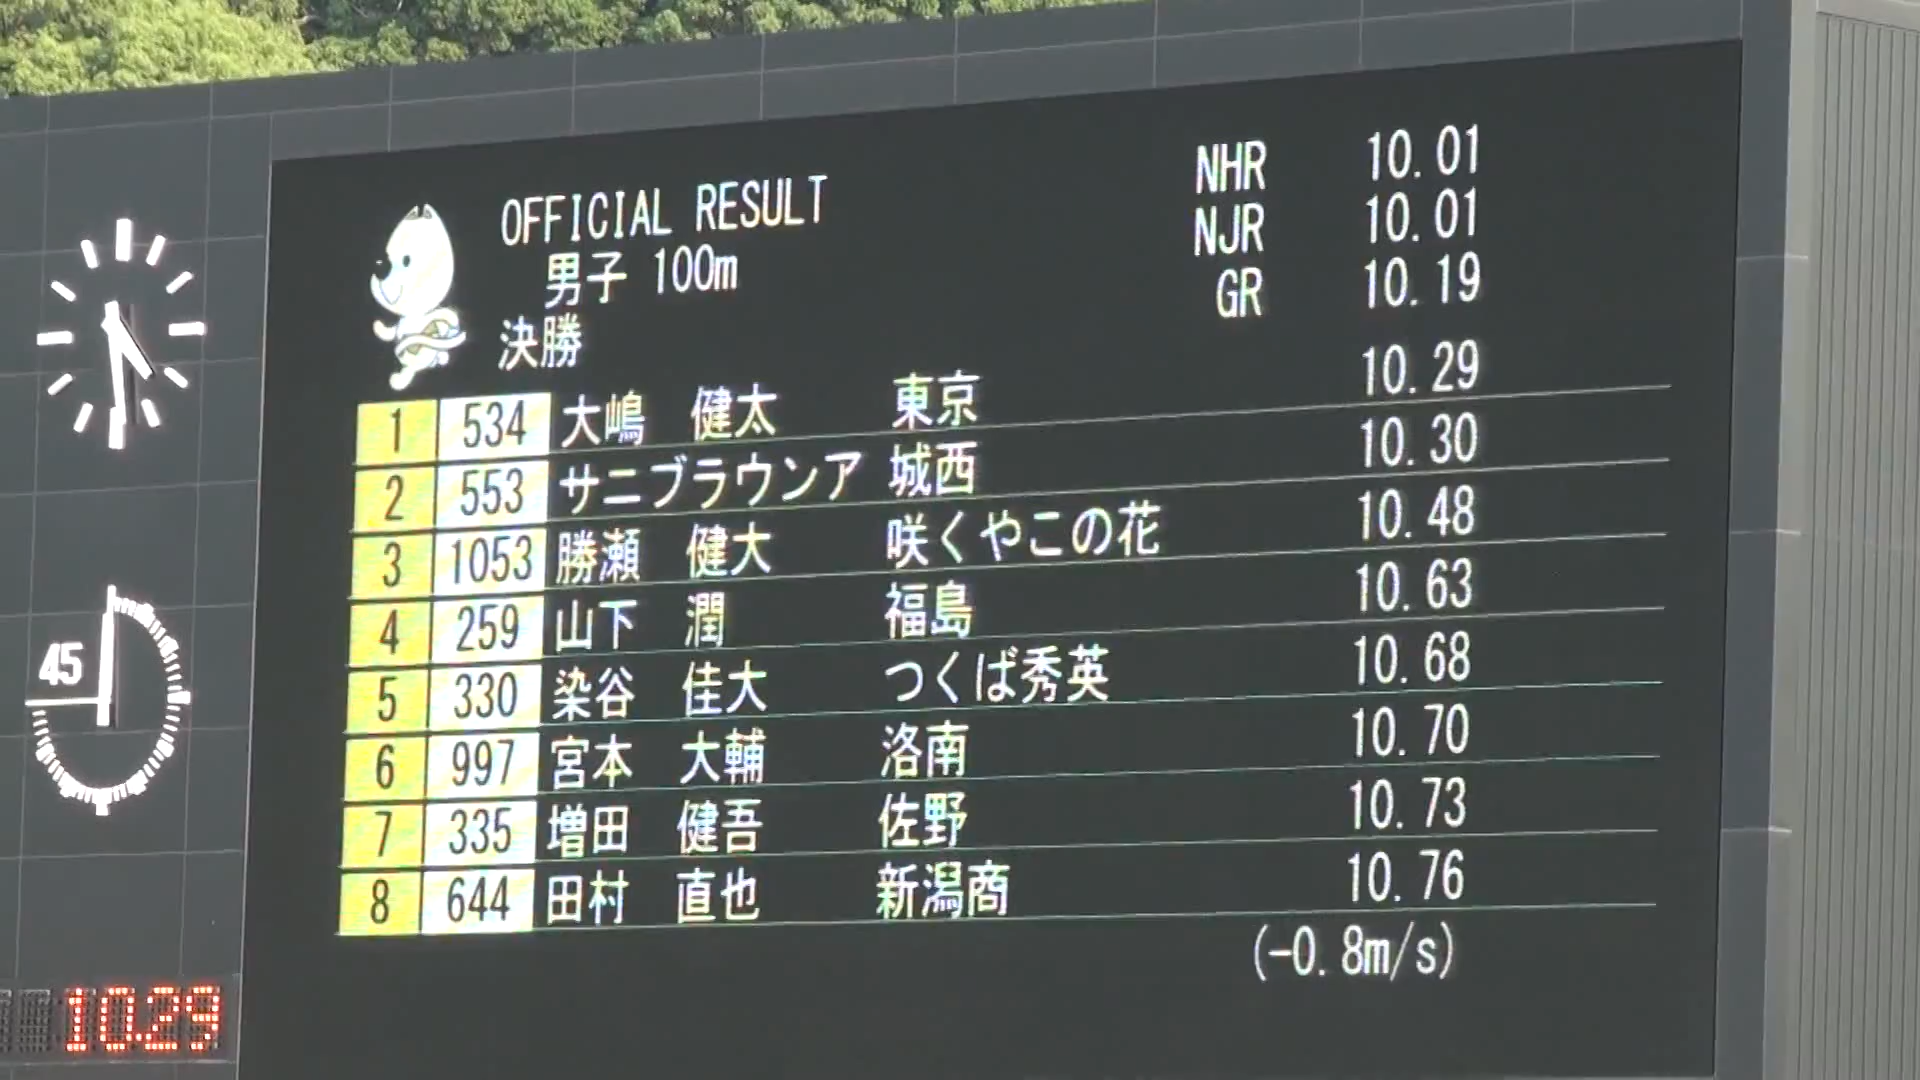 OFFICIAL RESULT
男子 100m
決勝
NHR 10.01
NJR 10.01
GR 10.19
1 534 大嶋 健太 東京 10.29
2 553 サニブラウンア 城西 10.30
3 1053 勝瀬 健大 咲くやこの花 10.48
4 259 山下 潤 福島 10.63
5 330 染谷 佳大 つくば秀英 10.68
6 997 宮本 大輔 洛南 10.70
7 335 増田 健吾 佐野 10.73
8 644 田村 直也 新潟商 10.76
(-0.8m/s)
45
10.29